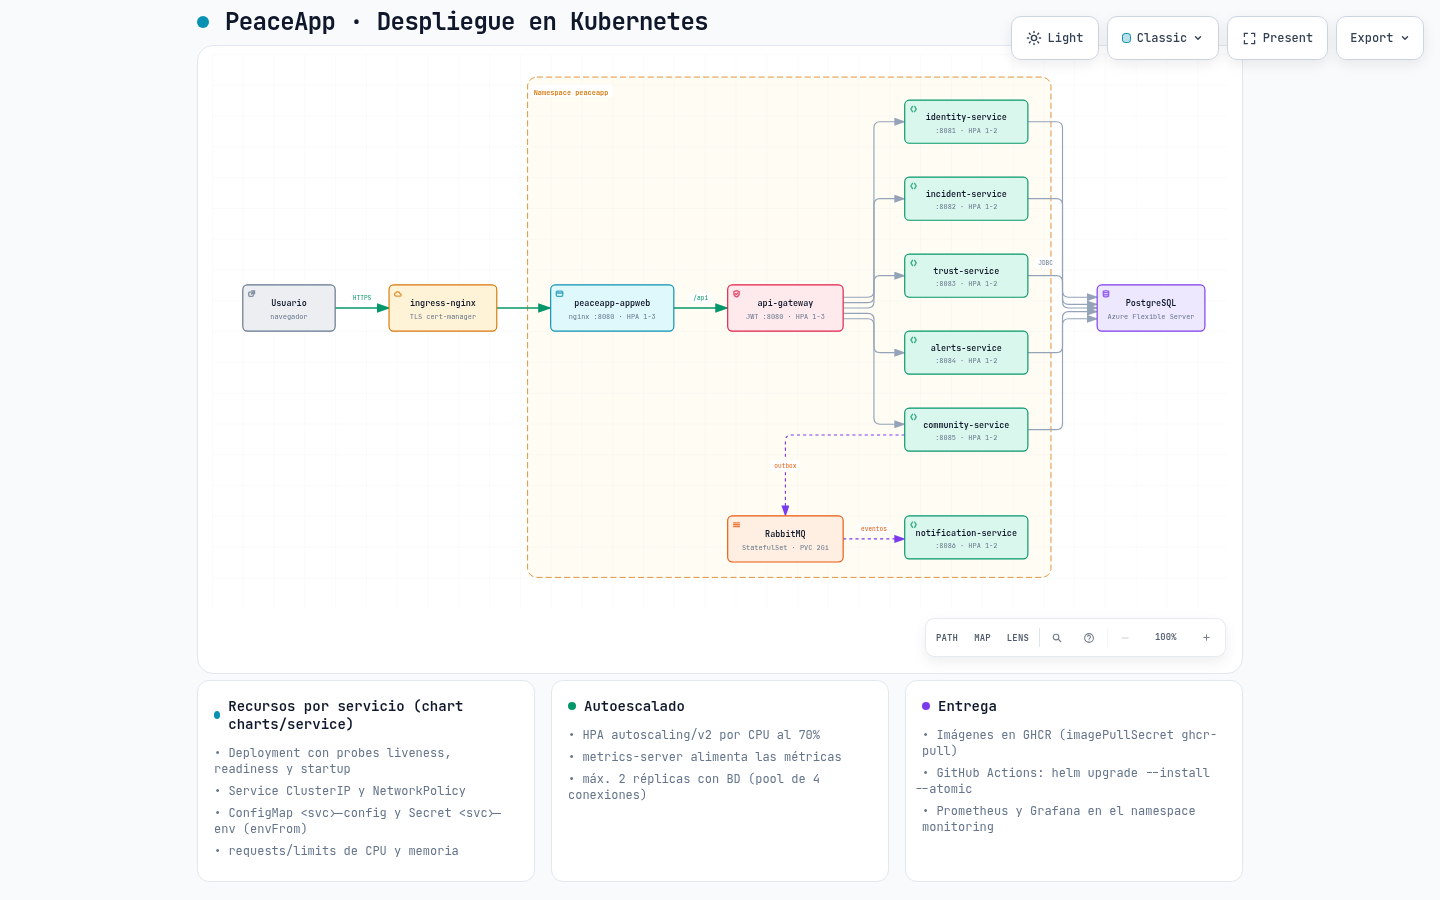 PeaceApp · Despliegue en Kubernetes
Light
Classic
Present
Export
Namespace peaceapp
identity-service
:8081 · HPA 1-2
incident-service
:8082 · HPA 1-2
trust-service
:8083 · HPA 1-2
JDBC
Usuario
navegador
HTTPS
ingress-nginx
TLS cert-manager
peaceapp-appweb
nginx :8080 · HPA 1-3
/api
api-gateway
JWT :8080 · HPA 1-3
PostgreSQL
Azure Flexible Server
alerts-service
:8084 · HPA 1-2
community-service
:8085 · HPA 1-2
outbox
RabbitMQ
StatefulSet · PVC 2Gi
eventos
notification-service
:8086 · HPA 1-2
PATH MAP LENS − 100% +
Recursos por servicio (chart
charts/service)
• Deployment con probes liveness,
readiness y startup
• Service ClusterIP y NetworkPolicy
• ConfigMap <svc>-config y Secret <svc>-
env (envFrom)
• requests/limits de CPU y memoria
Autoescalado
• HPA autoscaling/v2 por CPU al 70%
• metrics-server alimenta las métricas
• máx. 2 réplicas con BD (pool de 4
conexiones)
Entrega
• Imágenes en GHCR (imagePullSecret ghcr-
pull)
• GitHub Actions: helm upgrade --install
--atomic
• Prometheus y Grafana en el namespace
monitoring